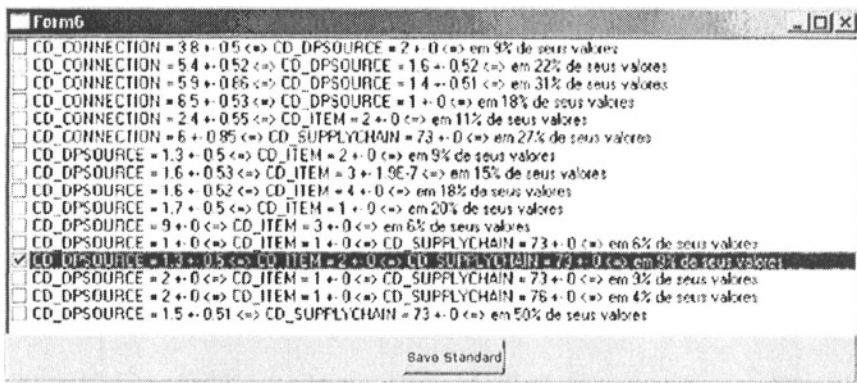 Form6
CD_CONNECTION = 3.8 +- 0.5 <=> CD_DPSOURCE = 2 +- 0 <=> em 9% de seus valores
CD_CONNECTION = 5.4 +- 0.52 <=> CD_DPSOURCE = 1.6 +- 0.52 <=> em 22% de seus valores
CD_CONNECTION = 5.9 +- 0.86 <=> CD_DPSOURCE = 1.4 +- 0.51 <=> em 31% de seus valores
CD_CONNECTION = 6.5 +- 0.53 <=> CD_DPSOURCE = 1 +- 0 <=> em 18% de seus valores
CD_CONNECTION = 2.4 +- 0.55 <=> CD_ITEM = 2 +- 0 <=> em 11% de seus valores
CD_CONNECTION = 6 +- 0.85 <=> CD_SUPPLYCHAIN = 73 +- 0 <=> em 27% de seus valores
CD_DPSOURCE = 1.3 +- 0.5 <=> CD_ITEM = 2 +- 0 <=> em 9% de seus valores
CD_DPSOURCE = 1.6 +- 0.53 <=> CD_ITEM = 3 +- 1.9E-7 <=> em 15% de seus valores
CD_DPSOURCE = 1.6 +- 0.52 <=> CD_ITEM = 4 +- 0 <=> em 18% de seus valores
CD_DPSOURCE = 1.7 +- 0.5 <=> CD_ITEM = 1 +- 0 <=> em 20% de seus valores
CD_DPSOURCE = 9 +- 0 <=> CD_ITEM = 3 +- 0 <=> em 6% de seus valores
CD_DPSOURCE = 1 +- 0 <=> CD_ITEM = 1 +- 0 <=> CD_SUPPLYCHAIN = 73 +- 0 <=> em 6% de seus valores
CD_DPSOURCE = 1.3 +- 0.5 <=> CD_ITEM = 2 +- 0 <=> CD_SUPPLYCHAIN = 73 +- 0 <=> em 9% de seus valores
CD_DPSOURCE = 2 +- 0 <=> CD_ITEM = 1 +- 0 <=> CD_SUPPLYCHAIN = 73 +- 0 <=> em 9% de seus valores
CD_DPSOURCE = 2 +- 0 <=> CD_ITEM = 1 +- 0 <=> CD_SUPPLYCHAIN = 76 +- 0 <=> em 4% de seus valores
CD_DPSOURCE = 1.5 +- 0.51 <=> CD_SUPPLYCHAIN = 73 +- 0 <=> em 50% de seus valores
Save Standard